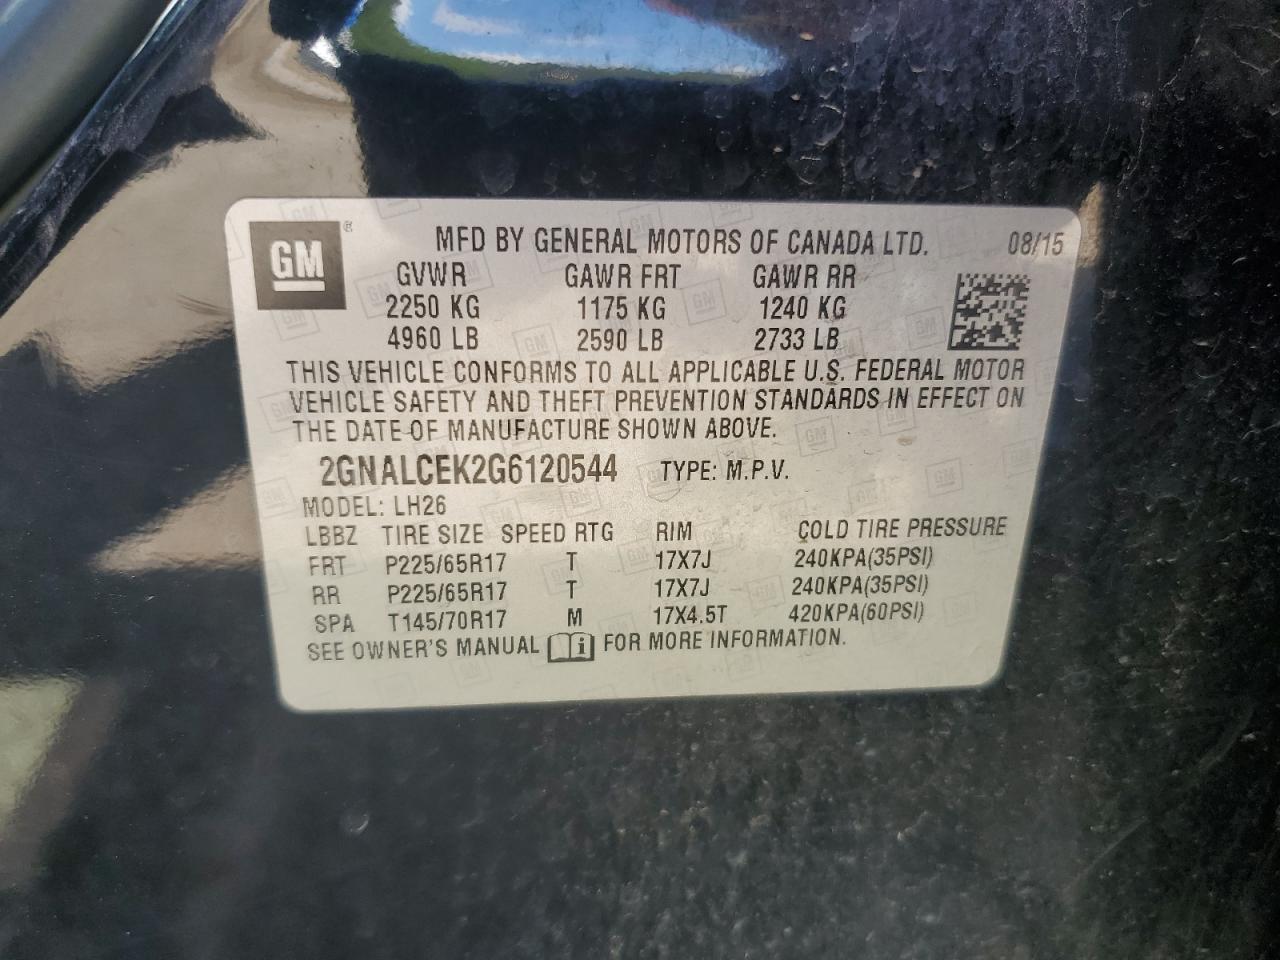 GM®
MFD BY GENERAL MOTORS OF CANADA LTD. 08/15
GVWR GAWR FRT GAWR RR
2250 KG 1175 KG 1240 KG
4960 LB 2590 LB 2733 LB
THIS VEHICLE CONFORMS TO ALL APPLICABLE U.S. FEDERAL MOTOR
VEHICLE SAFETY AND THEFT PREVENTION STANDARDS IN EFFECT ON
THE DATE OF MANUFACTURE SHOWN ABOVE.
2GNALCEK2G6120544 TYPE: M.P.V.
MODEL: LH26
LBBZ TIRE SIZE SPEED RTG RIM COLD TIRE PRESSURE
FRT P225/65R17 T 17X7J 240KPA(35PSI)
RR P225/65R17 T 17X7J 240KPA(35PSI)
SPA T145/70R17 M 17X4.5T 420KPA(60PSI)
SEE OWNER'S MANUAL i FOR MORE INFORMATION.